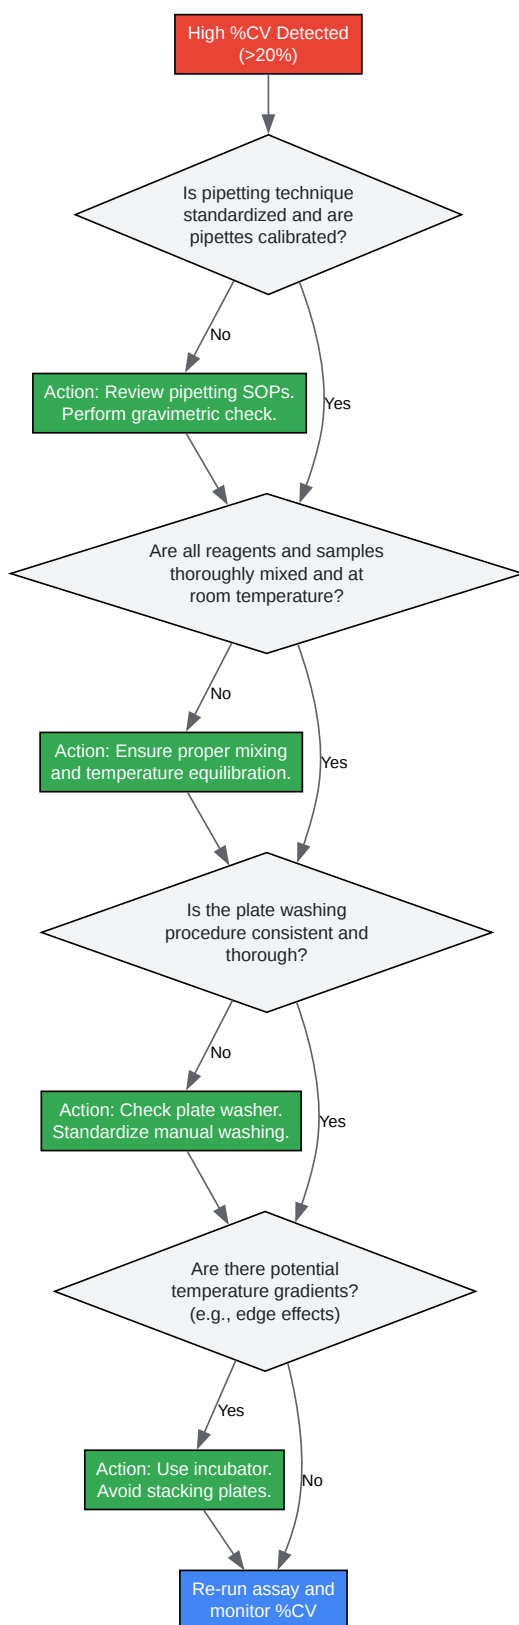 High %CV Detected
(>20%)
Is pipetting technique
standardized and are
pipettes calibrated?
No
Action: Review pipetting SOPs.
Perform gravimetric check.
Yes
Are all reagents and samples
thoroughly mixed and at
room temperature?
No
Action: Ensure proper mixing
and temperature equilibration.
Yes
Is the plate washing
procedure consistent and
thorough?
No
Action: Check plate washer.
Standardize manual washing.
Yes
Are there potential
temperature gradients?
(e.g., edge effects)
Yes
Action: Use incubator.
Avoid stacking plates.
No
Re-run assay and
monitor %CV